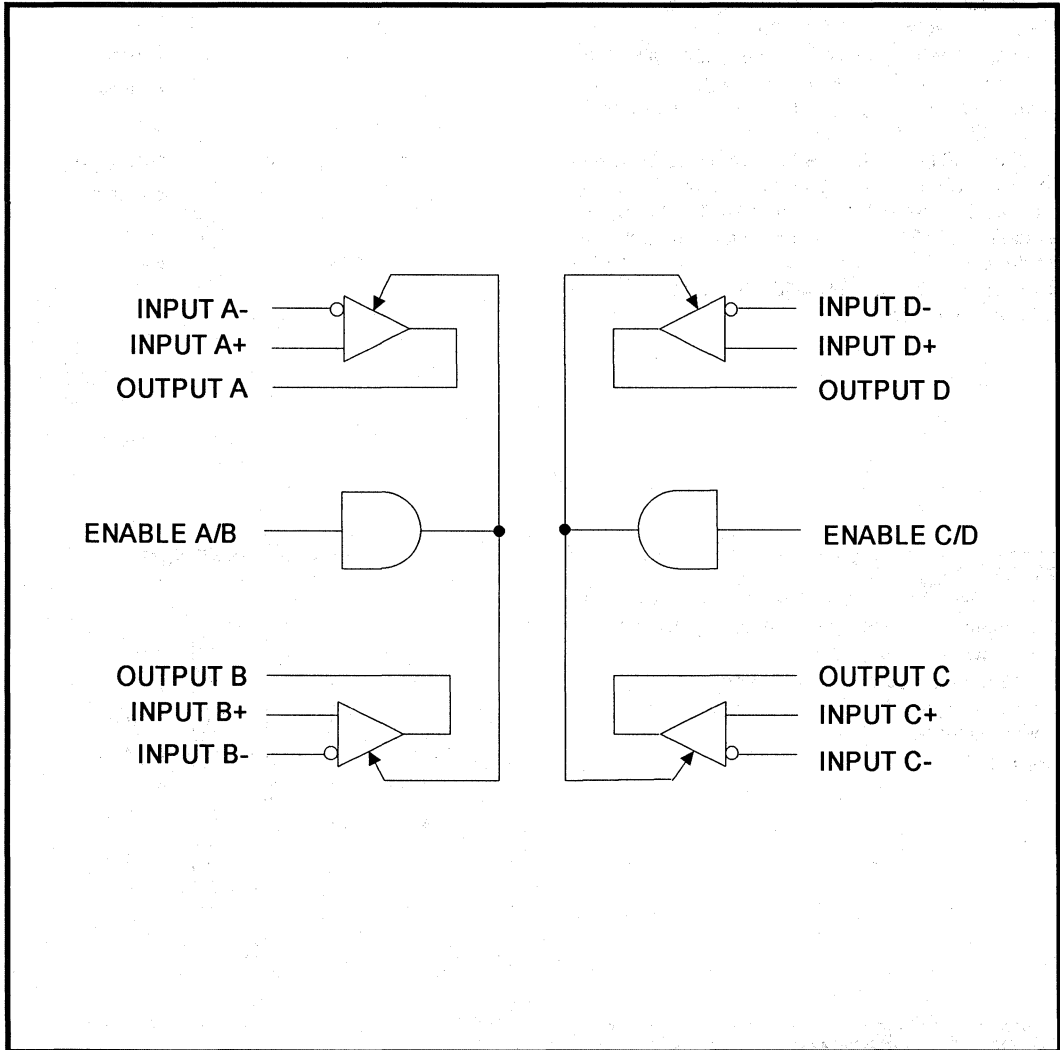 INPUT A-
INPUT A+
OUTPUT A
ENABLE A/B
OUTPUT B
INPUT B+
INPUT B-
INPUT D-
INPUT D+
OUTPUT D
ENABLE C/D
OUTPUT C
INPUT C+
INPUT C-